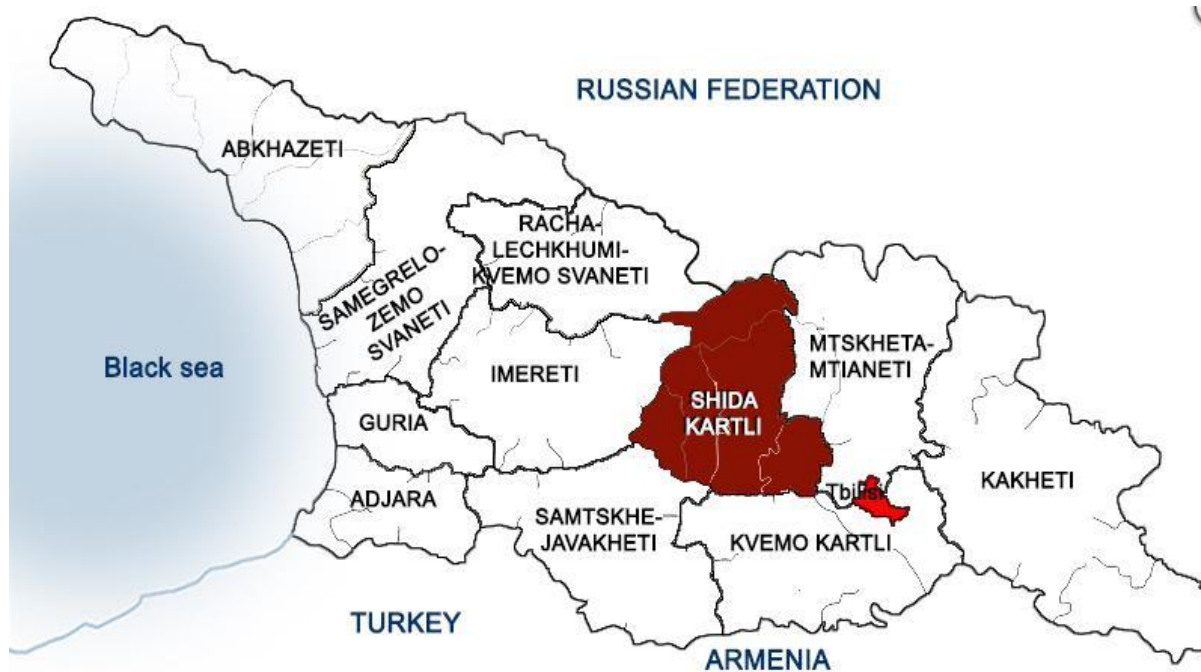 RUSSIAN FEDERATION
ABKHAZETI
RACHA-
LECHKHUMI-
KVEMO SVANETI
SAMEGRELO-
ZEMO
SVANETI
MTSKHETA-
MTIANETI
Black sea
IMERETI
SHIDA
KARTLI
GURIA
KAKHETI
ADJARA
Tbilisi
SAMTSKHE-
JAVAKHETI
KVEMO KARTLI
TURKEY
ARMENIA